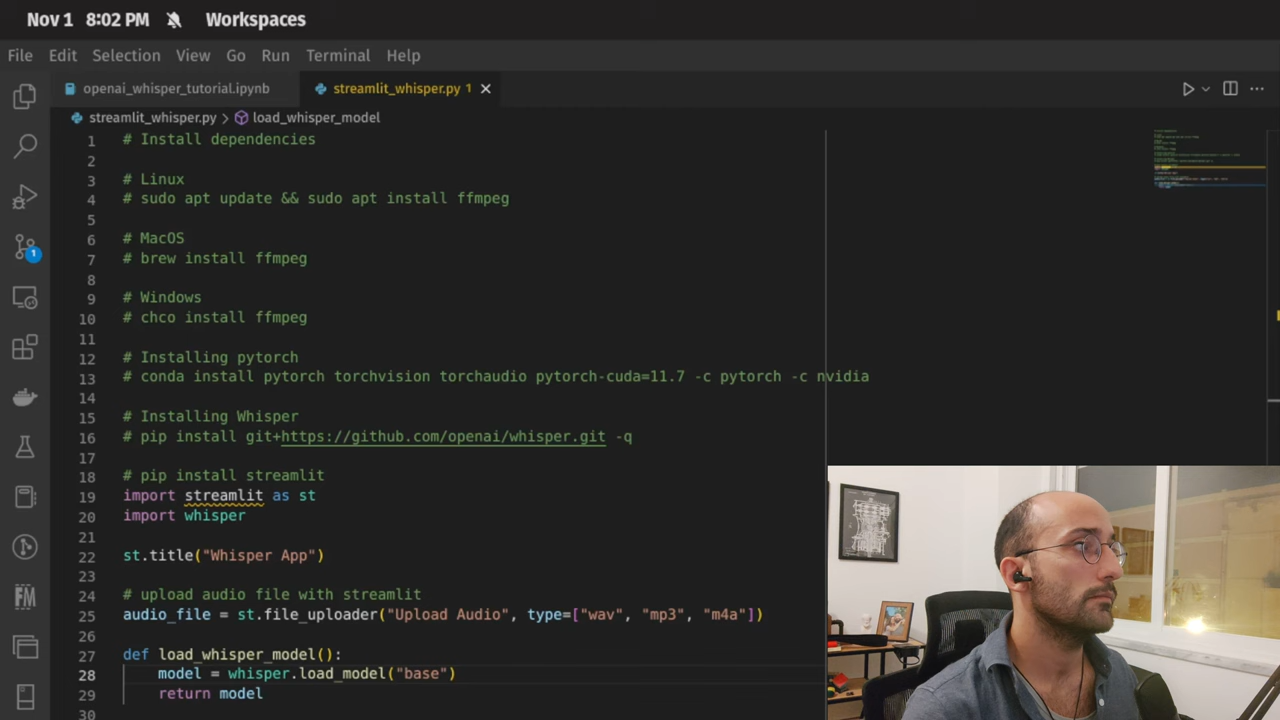 Nov 1 8:02 PM Workspaces
File Edit Selection View Go Run Terminal Help
openai_whisper_tutorial.ipynb streamlit_whisper.py 1
streamlit_whisper.py > load_whisper_model
1 # Install dependencies
2
3 # Linux
4 # sudo apt update && sudo apt install ffmpeg
5
6 # MacOS
7 # brew install ffmpeg
8
9 # Windows
10 # chco install ffmpeg
11
12 # Installing pytorch
13 # conda install pytorch torchvision torchaudio pytorch-cuda=11.7 -c pytorch -c nvidia
14
15 # Installing Whisper
16 # pip install git+https://github.com/openai/whisper.git -q
17
18 # pip install streamlit
19 import streamlit as st
20 import whisper
21
22 st.title("Whisper App")
23
24 # upload audio file with streamlit
25 audio_file = st.file_uploader("Upload Audio", type=["wav", "mp3", "m4a"])
26
27 def load_whisper_model():
28 model = whisper.load_model("base")
29 return model
30
1
FM